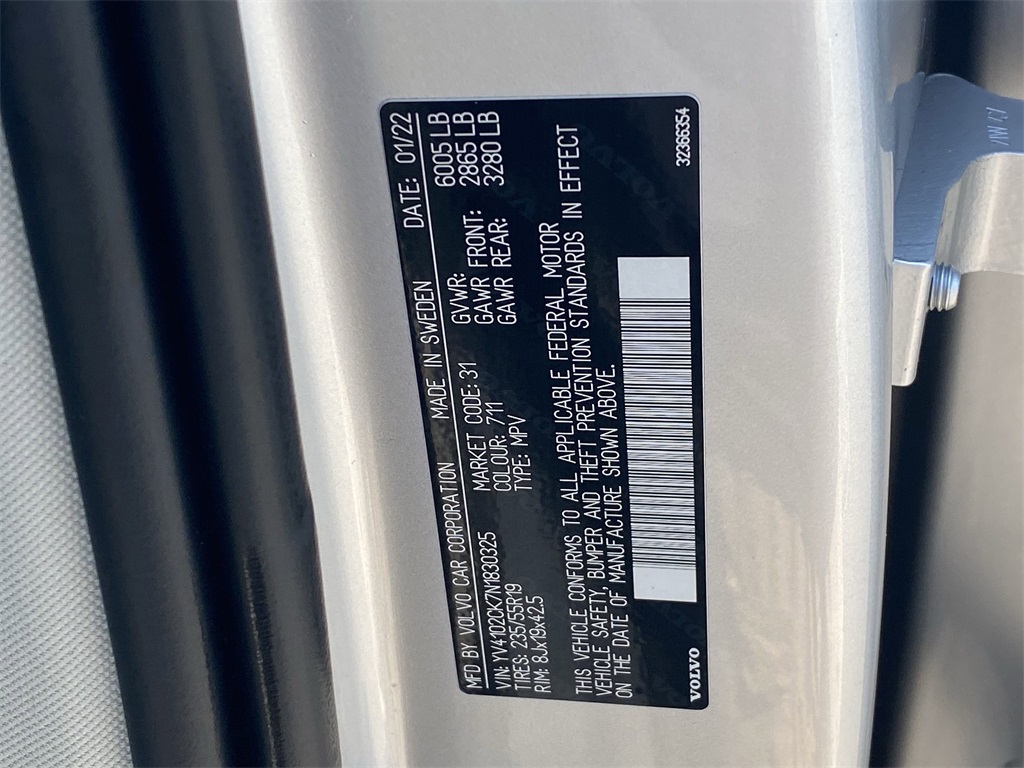 MFD BY VOLVO CAR CORPORATION MADE IN SWEDEN DATE: 01/22
VIN: YV4102CK7N1830325 MARKET CODE: 31 GVWR: 6005 LB
TIRES: 235/55R19 COLOUR: 711 GAWR FRONT: 2865 LB
RIM: 8Jx19x42.5 TYPE: MPV GAWR REAR: 3280 LB
THIS VEHICLE CONFORMS TO ALL APPLICABLE FEDERAL MOTOR
VEHICLE SAFETY, BUMPER AND THEFT PREVENTION STANDARDS IN EFFECT
ON THE DATE OF MANUFACTURE SHOWN ABOVE.
VOLVO 32366354